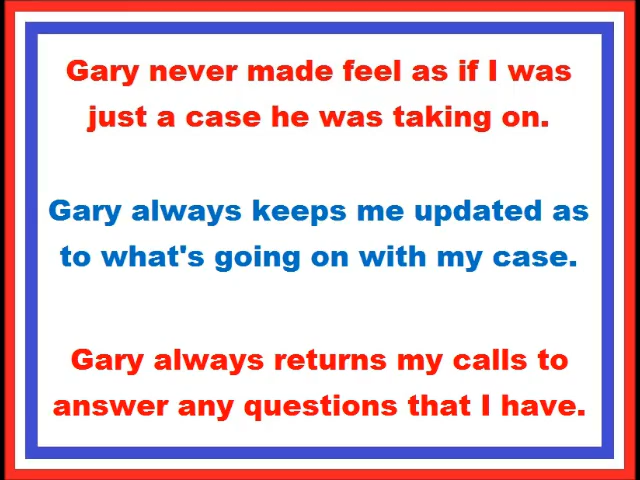 Gary never made feel as if I was
just a case he was taking on.
Gary always keeps me updated as
to what's going on with my case.
Gary always returns my calls to
answer any questions that I have.